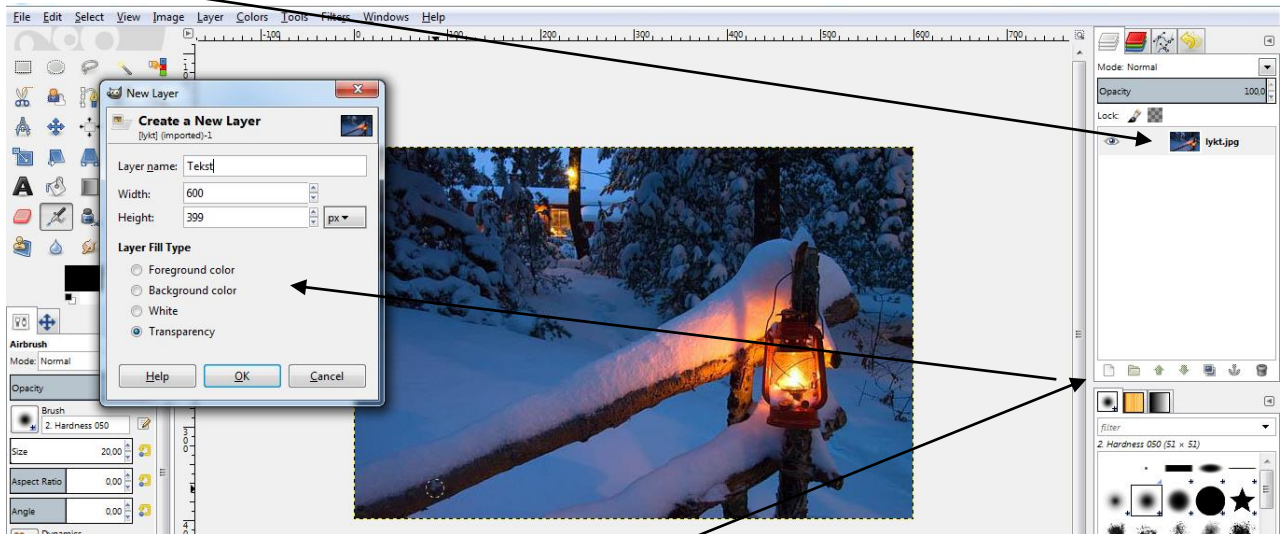 File Edit Select View Image Layer Colors Tools Filters Windows Help
-100 0 100 200 300 400 500 600 700
New Layer
Create a New Layer
[lykt] (imported)-1
Layer name: Tekst
Width: 600
Height: 399 px
Layer Fill Type
Foreground color
Background color
White
Transparency
Help OK Cancel
Airbrush
Mode: Normal
Opacity
Brush
2. Hardness 050
Size 20,00
Aspect Ratio 0,00
Angle 0,00
Dynamics
Mode: Normal
Opacity 100,0
Lock:
lykt.jpg
filter
2. Hardness 050 (51 × 51)